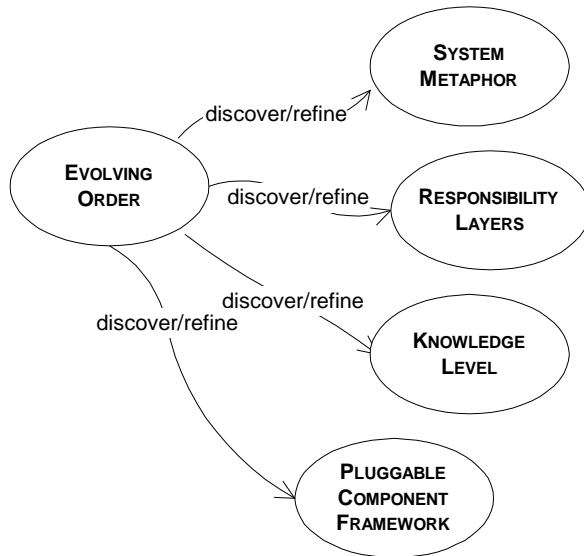 SYSTEM
METAPHOR
discover/refine
EVOLVING
ORDER
discover/refine
RESPONSIBILITY
LAYERS
discover/refine
discover/refine
KNOWLEDGE
LEVEL
PLUGGABLE
COMPONENT
FRAMEWORK